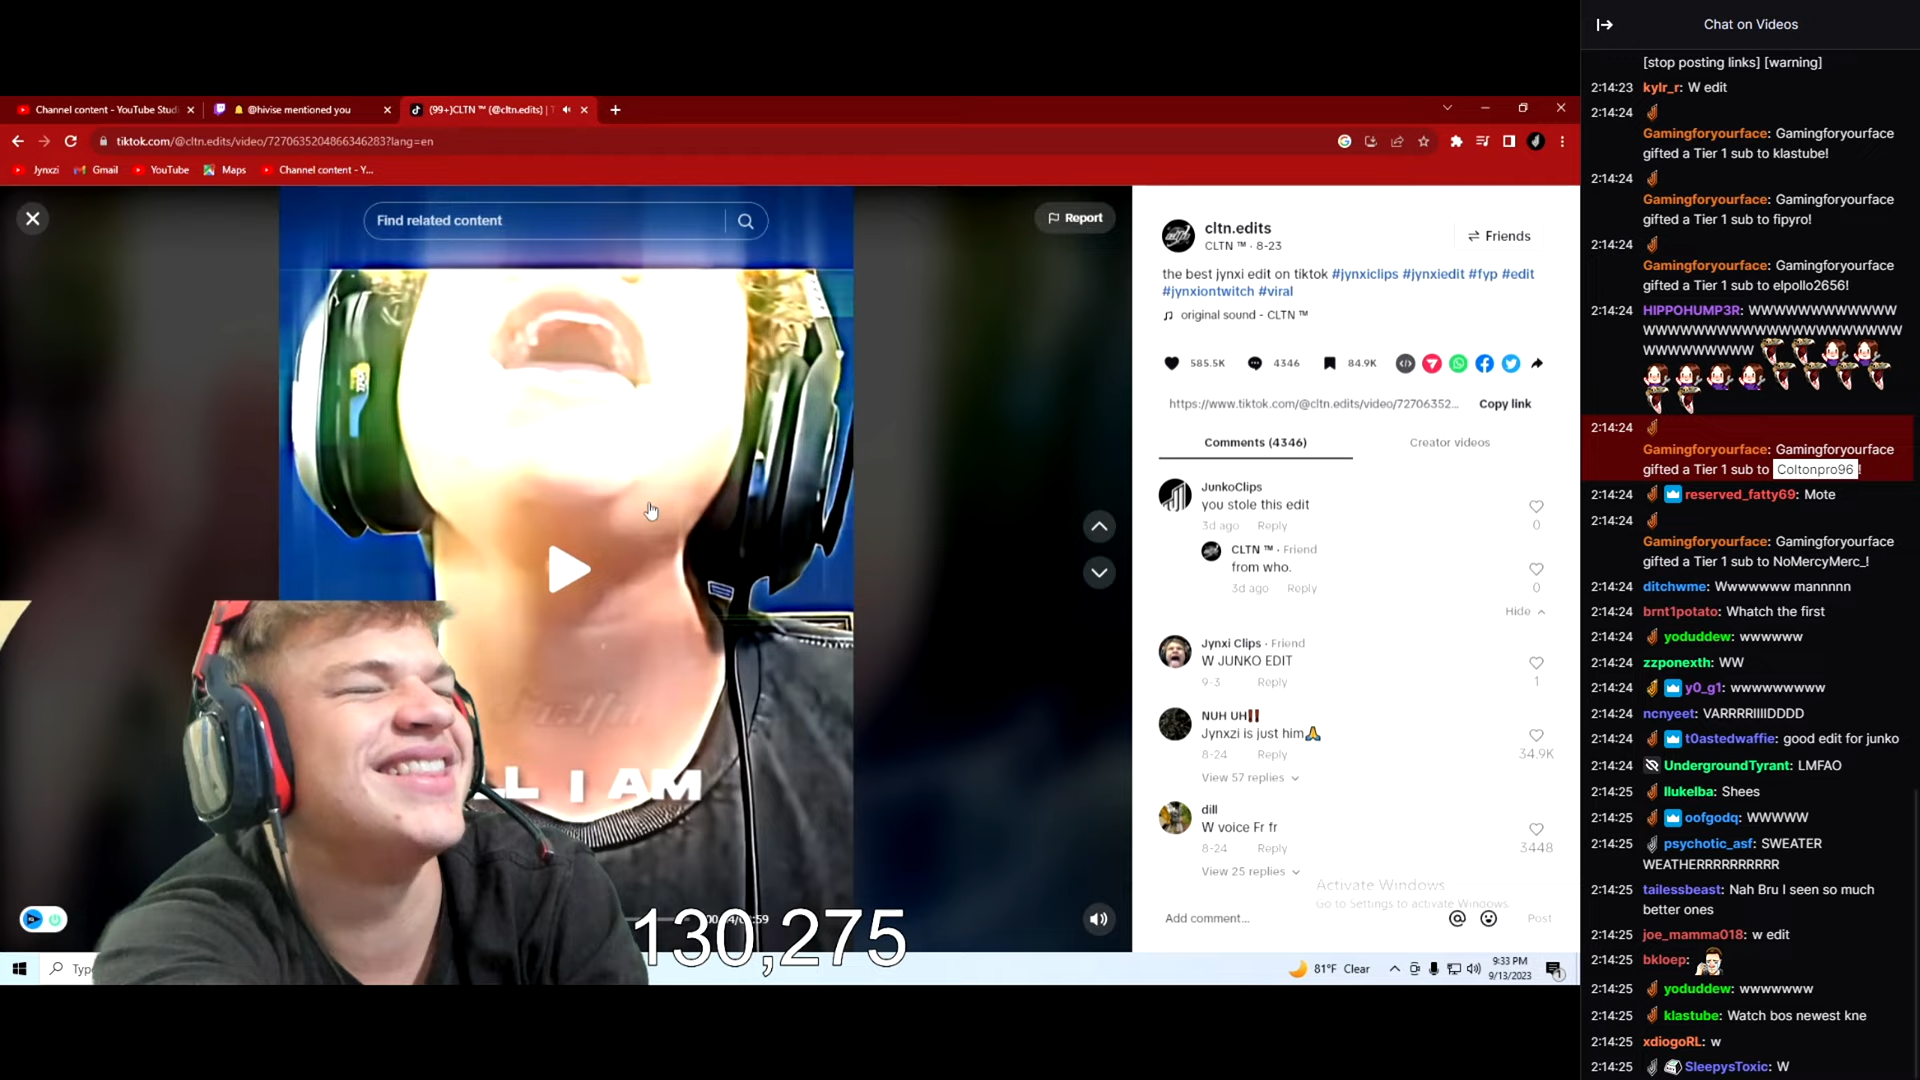 Channel content - YouTube Stud
@hivise mentioned you
(99+)CLTN ™ (@cltn.edits) | T
tiktok.com/@cltn.edits/video/7270635204866346283?lang=en
Jynxzi
Gmail
YouTube
Maps
Channel content - Y...
Find related content
Report
LL I AM
130,275
cltn.edits
CLTN ™ · 8-23
Friends
the best jynxi edit on tiktok #jynxiclips #jynxiedit #fyp #edit
#jynxiontwitch #viral
original sound - CLTN ™
585.5K
4346
84.9K
https://www.tiktok.com/@cltn.edits/video/72706352...
Copy link
Comments (4346)
Creator videos
JunkoClips
you stole this edit
3d ago
Reply
0
CLTN ™ · Friend
from who.
3d ago
Reply
0
Hide
Jynxi Clips · Friend
W JUNKO EDIT
9-3
Reply
1
NUH UH‼️
Jynxzi is just him🙏
8-24
Reply
34.9K
View 57 replies
dill
W voice Fr fr
8-24
Reply
3448
View 25 replies
Activate Windows
Go to Settings to activate Windows.
Add comment...
Post
Typ
81°F Clear
9:33 PM
9/13/2023
1
Chat on Videos
[stop posting links] [warning]
2:14:23 kylr_r: W edit
2:14:24
Gamingforyourface: Gamingforyourface
gifted a Tier 1 sub to klastube!
2:14:24
Gamingforyourface: Gamingforyourface
gifted a Tier 1 sub to fipyro!
2:14:24
Gamingforyourface: Gamingforyourface
gifted a Tier 1 sub to elpollo2656!
2:14:24 HIPPOHUMP3R: WWWWWWWWWWWW
WWWWWWWWWWWWWWWWWWWWW
WWWWWWWWW
2:14:24
Gamingforyourface: Gamingforyourface
gifted a Tier 1 sub to Coltonpro96!
2:14:24 reserved_fatty69: Mote
2:14:24
Gamingforyourface: Gamingforyourface
gifted a Tier 1 sub to NoMercyMerc_!
2:14:24 ditchwme: Wwwwwww mannnnn
2:14:24 brnt1potato: Whatch the first
2:14:24 yoduddew: wwwwww
2:14:24 zzponexth: WW
2:14:24 y0_g1: wwwwwwwww
2:14:24 ncnyeet: VARRRRIIIIDDDD
2:14:24 t0astedwaffie: good edit for junko
2:14:24 UndergroundTyrant: LMFAO
2:14:25 llukelba: Shees
2:14:25 oofgodq: WWWWW
2:14:25 psychotic_asf: SWEATER
WEATHERRRRRRRRRR
2:14:25 tailessbeast: Nah Bru I seen so much
better ones
2:14:25 joe_mamma018: w edit
2:14:25 bkloep:
2:14:25 yoduddew: wwwwwww
2:14:25 klastube: Watch bos newest kne
2:14:25 xdiogoRL: w
2:14:25 SleepysToxic: W